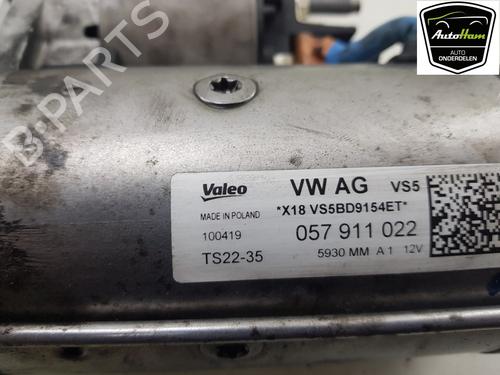 AutoHam
AUTO
ONDERDELEN
B-PARTS
Valeo VW AG VS5
*X18 VS5BD9154ET*
MADE IN POLAND
100419 057 911 022
TS22-35 5930 MM A 1 12V